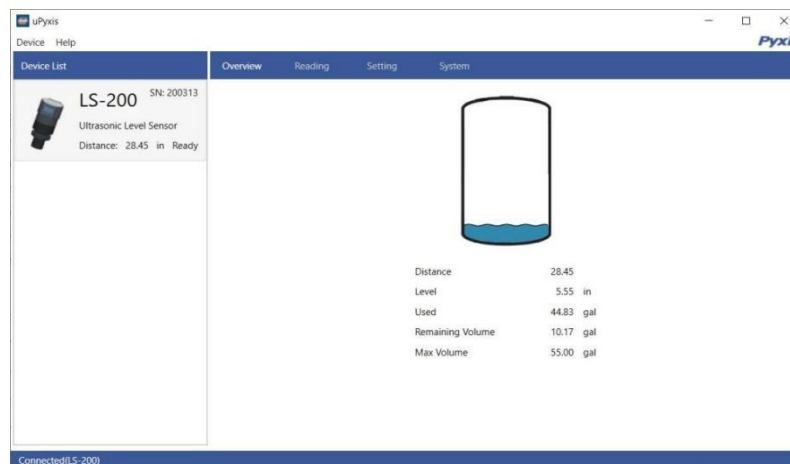 uPyxis
Device Help
Device List
Overview Reading Setting System
LS-200 SN: 200313
Ultrasonic Level Sensor
Distance: 28.45 in Ready
Distance 28.45
Level 5.55 in
Used 44.83 gal
Remaining Volume 10.17 gal
Max Volume 55.00 gal
Connected(LS-200)